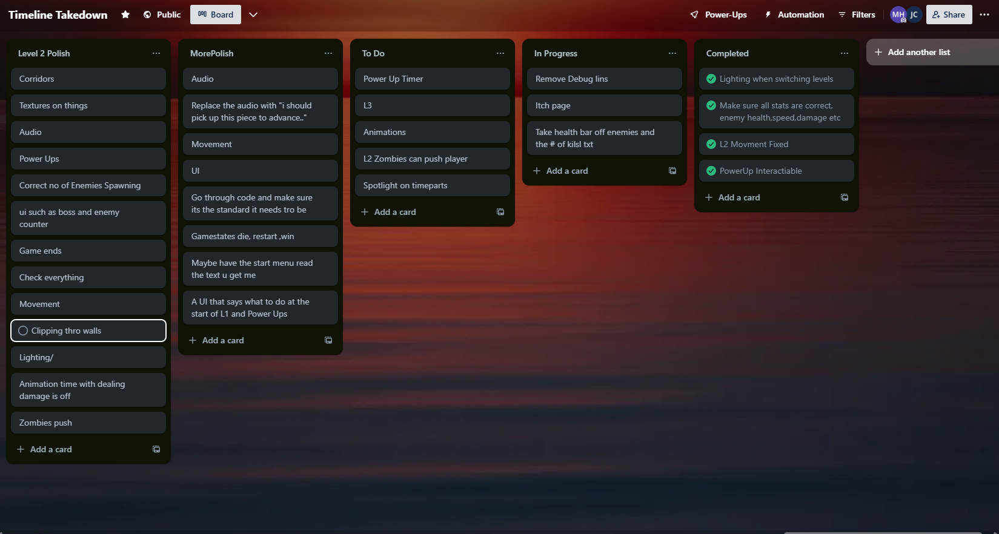 Timeline Takedown
Public
Board
Power-Ups
Automation
Filters
MH
JC
Share
Level 2 Polish
Corridors
Textures on things
Audio
Power Ups
Correct no of Enemies Spawning
ui such as boss and enemy
counter
Game ends
Check everything
Movement
Clipping thro walls
Lighting/
Animation time with dealing
damage is off
Zombies push
Add a card
MorePolish
Audio
Replace the audio with "i should
pick up this piece to advance.."
Movement
UI
Go through code and make sure
its the standard it needs tro be
Gamestates die, restart ,win
Maybe have the start menu read
the text u get me
A UI that says what to do at the
start of L1 and Power Ups
Add a card
To Do
Power Up Timer
L3
Animations
L2 Zombies can push player
Spotlight on timeparts
Add a card
In Progress
Remove Debug lins
Itch page
Take health bar off enemies and
the # of kilsl txt
Add a card
Completed
Lighting when switching levels
Make sure all stats are correct,
enemy health,speed,damage etc
L2 Movment Fixed
PowerUp Interactiable
Add a card
Add another list